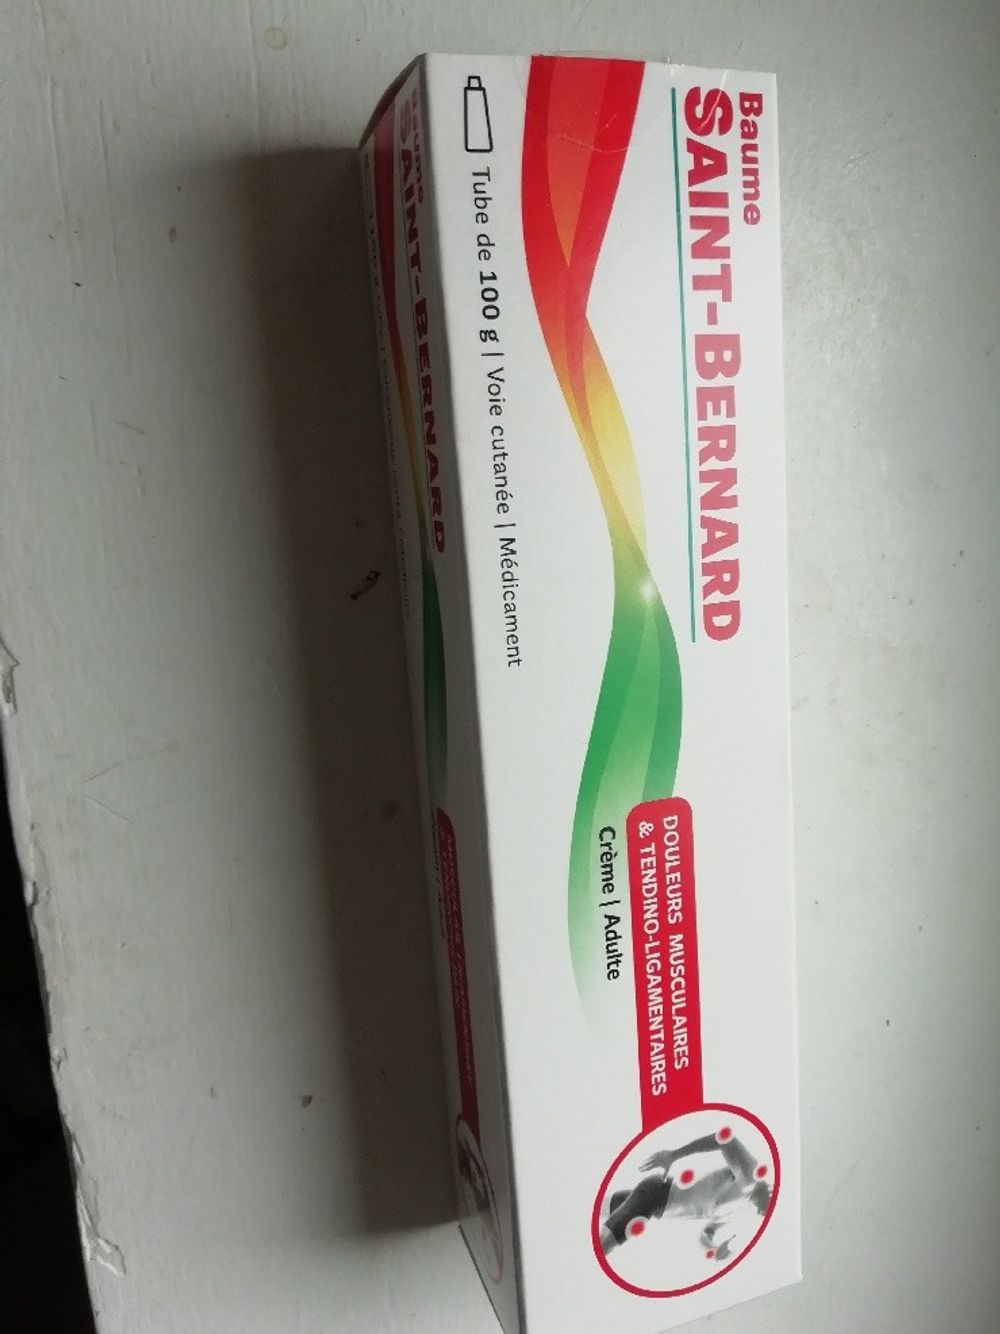 Baume
SAINT-BERNARD
DOULEURS MUSCULAIRES
& TENDINO-LIGAMENTAIRES
Crème | Adulte
Tube de 100 g | Voie cutanée | Médicament
Baume
SAINT-BERNARD